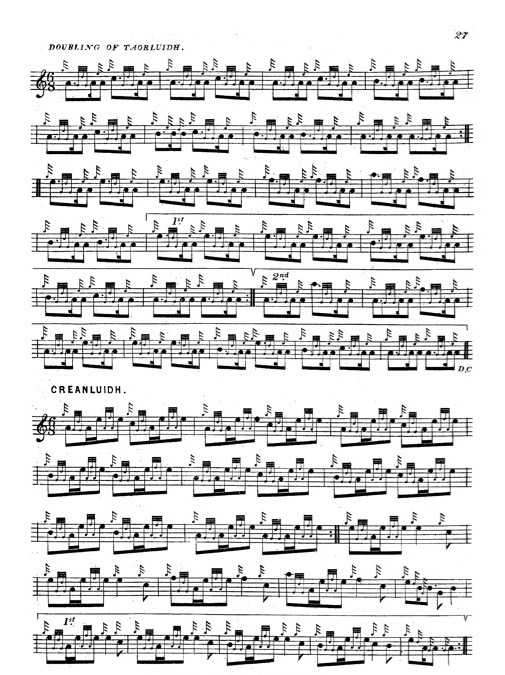 27
DOUBLING OF TAORLUIDH.
1st
2nd
D,C
CREANLUIDH.
1st